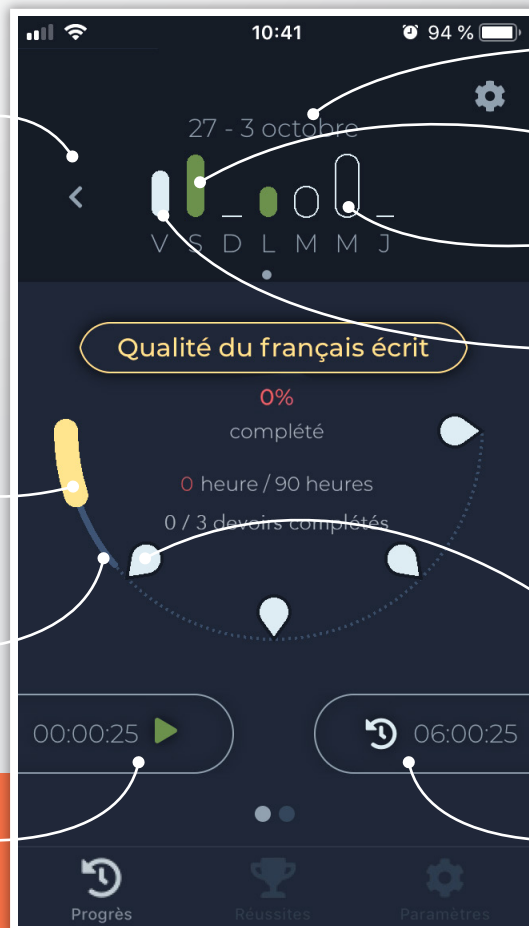 10:41
94 %
27 - 3 octobre
V S D L M M J
Qualité du français écrit
0%
complété
0 heure / 90 heures
0 / 3 devoirs complétés
00:00:25
06:00:25
Progrès
Réussites
Paramètres